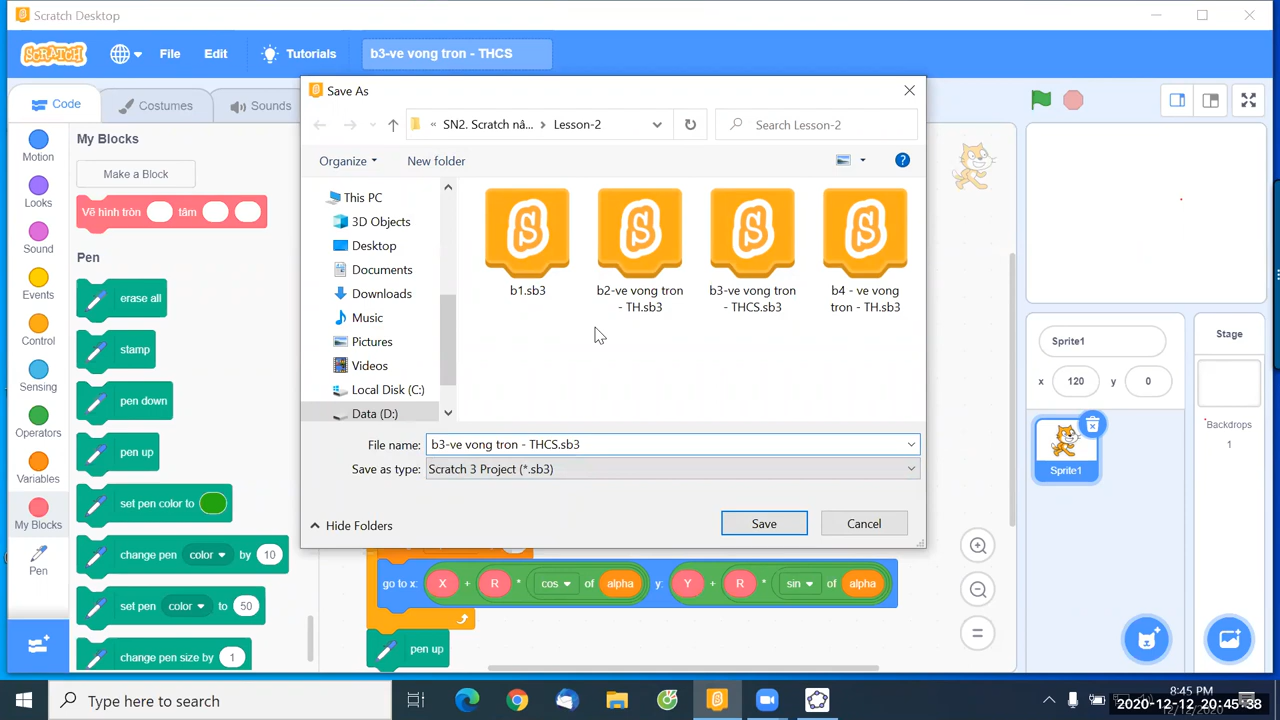 Scratch Desktop
SCRATCH
File
Edit
Tutorials
b3-ve vong tron - THCS
Code
Costumes
Sounds
Motion
Looks
Sound
Events
Control
Sensing
Operators
Variables
My Blocks
Pen
My Blocks
Make a Block
Vẽ hình tròn tâm
Pen
erase all
stamp
pen down
pen up
set pen color to
change pen color by 10
set pen color to 50
change pen size by 1
Save As
« SN2. Scratch nâ... › Lesson-2
Search Lesson-2
Organize
New folder
This PC
3D Objects
Desktop
Documents
Downloads
Music
Pictures
Videos
Local Disk (C:)
Data (D:)
b1.sb3
b2-ve vong tron
- TH.sb3
b3-ve vong tron
- THCS.sb3
b4 - ve vong
tron - TH.sb3
File name: b3-ve vong tron - THCS.sb3
Save as type: Scratch 3 Project (*.sb3)
Hide Folders
Save
Cancel
go to x: X + R * cos of alpha y: Y + R * sin of alpha
pen up
Sprite1
x 120 y 0
Sprite1
Stage
Backdrops
1
Type here to search
8:45 PM
2020-12-12 20:45:38